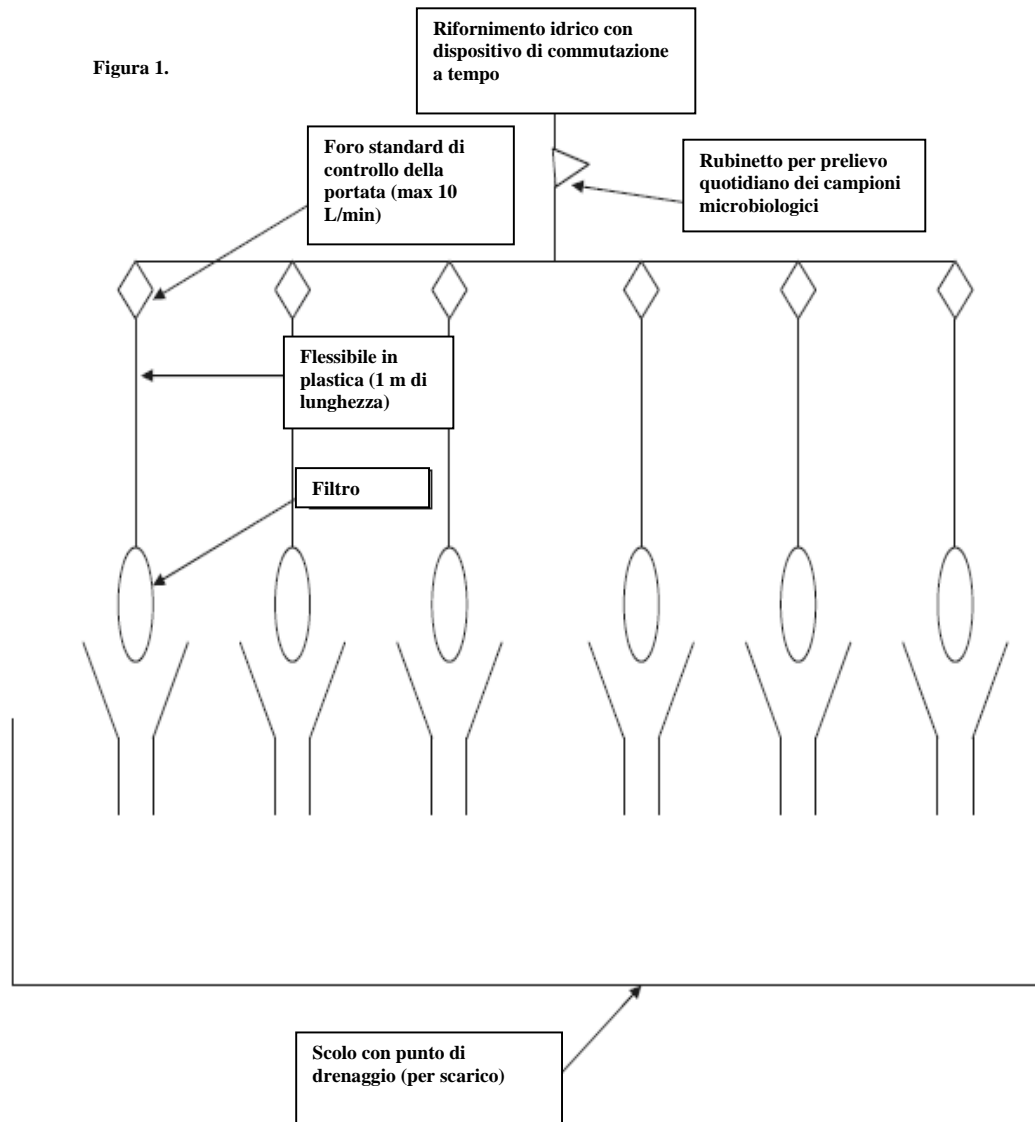 Figura 1.
Rifornimento idrico con
dispositivo di commutazione
a tempo
Foro standard di
controllo della
portata (max 10
L/min)
Rubinetto per prelievo
quotidiano dei campioni
microbiologici
Flessibile in
plastica (1 m di
lunghezza)
Filtro
Scolo con punto di
drenaggio (per scarico)